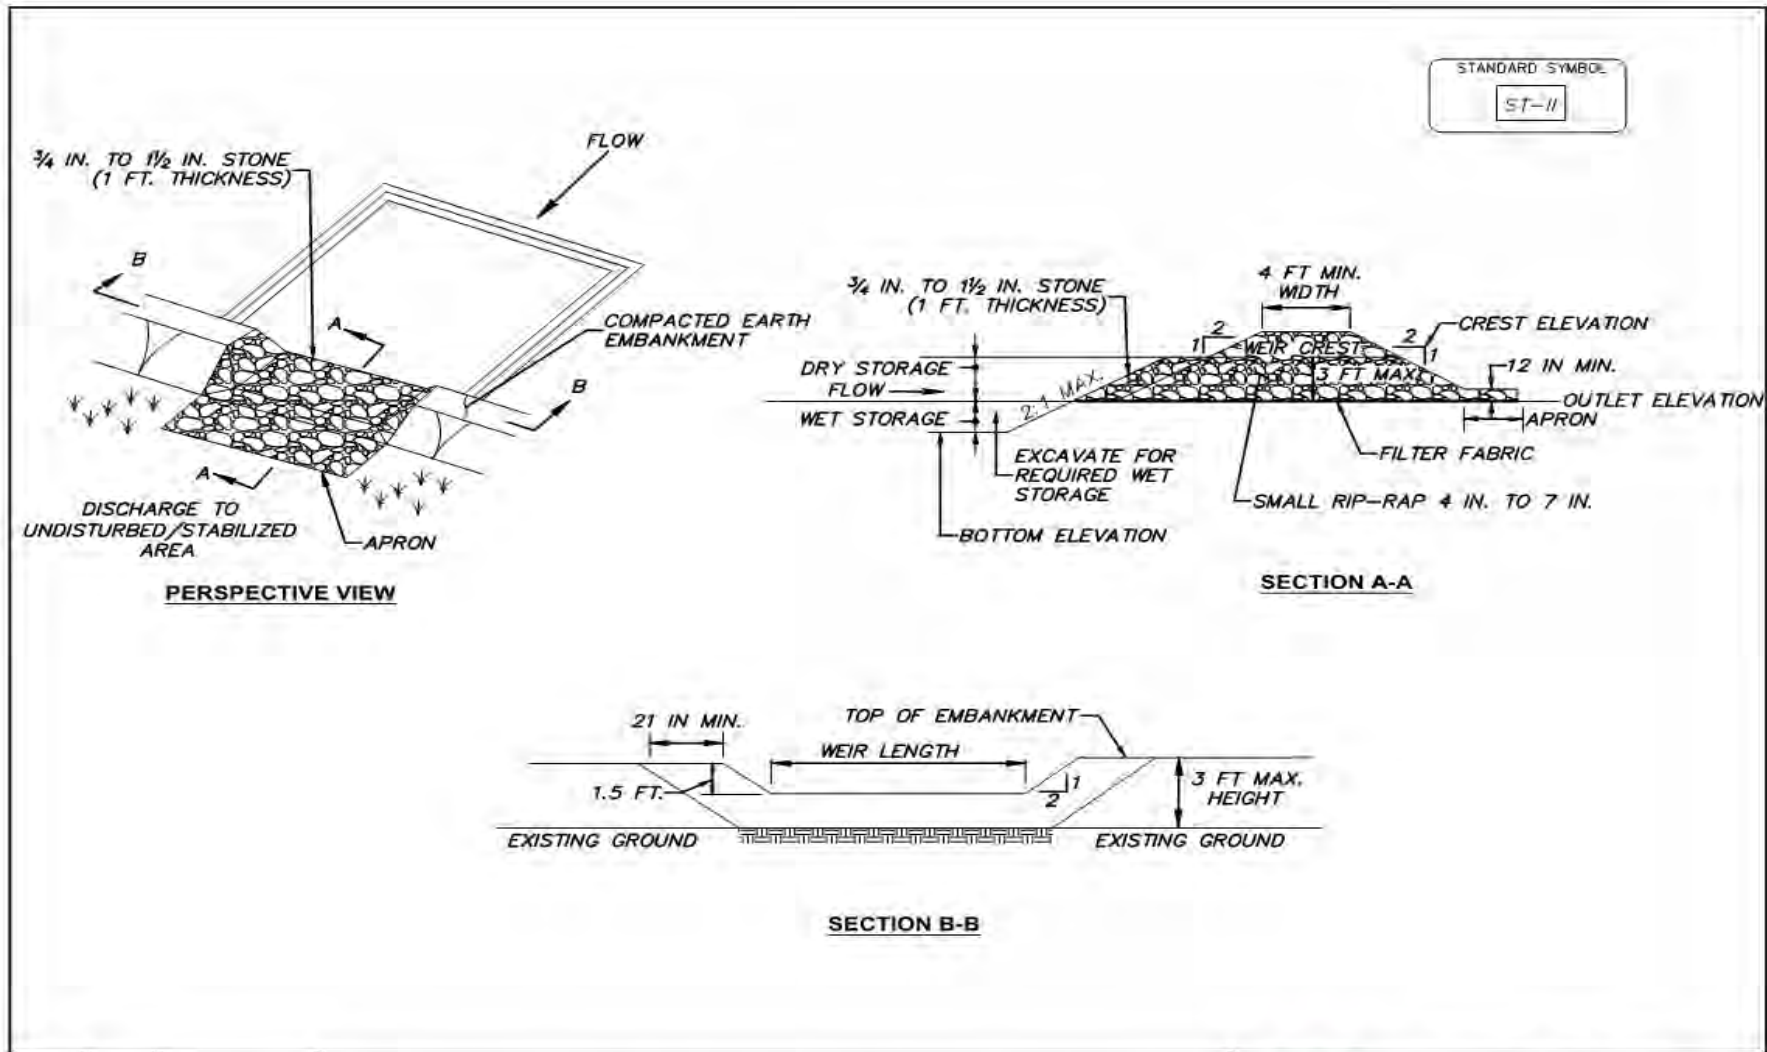 STANDARD SYMBOL
ST-II
FLOW
¾ IN. TO 1½ IN. STONE
(1 FT. THICKNESS)
B
A
COMPACTED EARTH
EMBANKMENT
B
A
DISCHARGE TO
UNDISTURBED/STABILIZED
AREA
APRON
PERSPECTIVE VIEW
4 FT MIN.
WIDTH
¾ IN. TO 1½ IN. STONE
(1 FT. THICKNESS)
2
1
WEIR CREST
2
1
CREST ELEVATION
DRY STORAGE
3 FT MAX.
12 IN MIN.
FLOW
2:1 MAX.
OUTLET ELEVATION
WET STORAGE
APRON
EXCAVATE FOR
REQUIRED WET
STORAGE
FILTER FABRIC
SMALL RIP-RAP 4 IN. TO 7 IN.
BOTTOM ELEVATION
SECTION A-A
21 IN MIN.
TOP OF EMBANKMENT
WEIR LENGTH
1.5 FT.
1
2
3 FT MAX.
HEIGHT
EXISTING GROUND
EXISTING GROUND
SECTION B-B